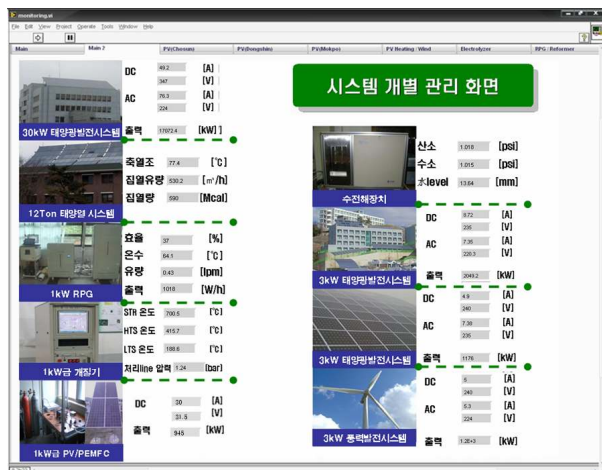 monitoring.vi
File Edit View Project Operate Tools Window Help
Main Main 2 PV(Chosun) PV(Dongshin) PV(Mokpo) PV Heating / Wind Electrolyzer RPG / Reformer
시스템 개별 관리 화면
DC 49.2 [A]
347 [V]
AC 76.3 [A]
224 [V]
30kW 태양광발전시스템
출력 17072.4 [kW] ]
축열조 77.4 [℃]
집열유량 530.2 [㎥/h]
집열량 590 [Mcal]
12Ton 태양열 시스템
효율 37 [%]
온수 64.1 [℃]
유량 0.43 [lpm]
출력 1018 [W/h]
1kW RPG
STR 온도 700.5 [℃]
HTS 온도 415.7 [℃]
LTS 온도 188.6 [℃]
처리line 압력 1.24 [bar]
1kW급 개질기
DC 30 [A]
31.5 [V]
출력 945 [kW]
1kW급 PV/PEMFC
산소 1.018 [psi]
수소 1.015 [psi]
水level 13.84 [mm]
수전해장치
DC 8.72 [A]
235 [V]
AC 7.35 [A]
220.3 [V]
출력 2049.2 [kW]
3kW 태양광발전시스템
DC 4.9 [A]
240 [V]
AC 7.38 [A]
235 [V]
출력 1176 [kW]
3kW 태양광발전시스템
DC 5 [A]
240 [V]
AC 5.3 [A]
224 [V]
출력 1.2E+3 [kW]
3kW 풍력발전시스템